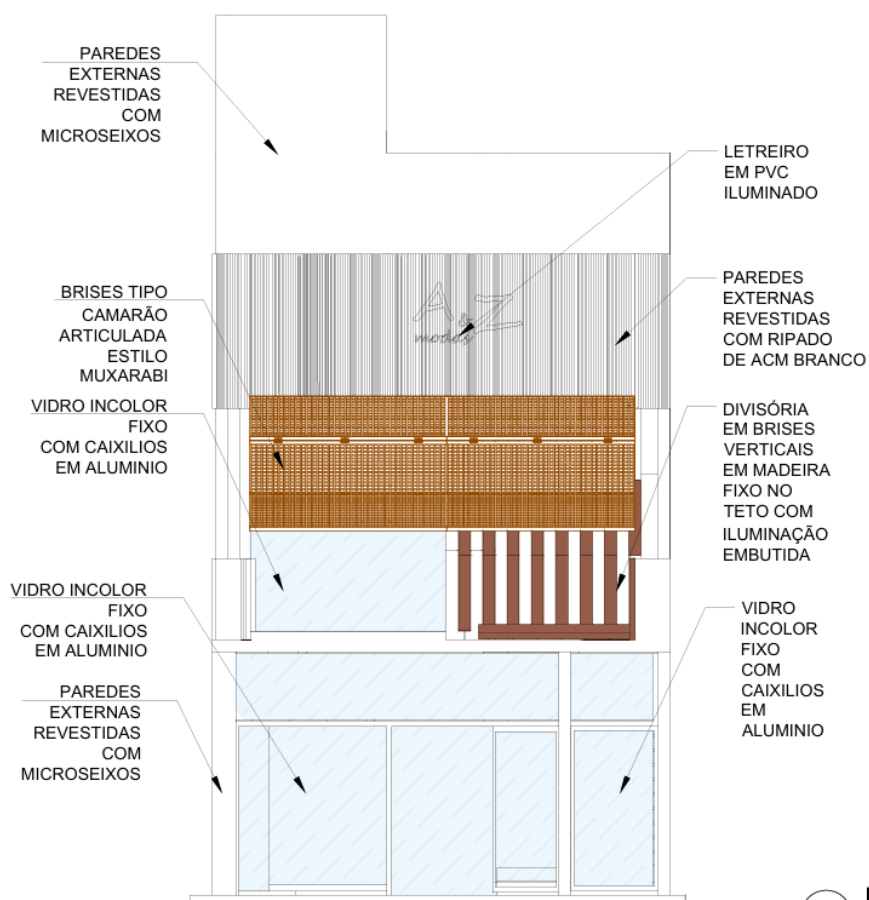 PAREDES
EXTERNAS
REVESTIDAS
COM
MICROSEIXOS
LETREIRO
EM PVC
ILUMINADO
BRISES TIPO
CAMARÃO
ARTICULADA
ESTILO
MUXARABI
A&Z
modas
PAREDES
EXTERNAS
REVESTIDAS
COM RIPADO
DE ACM BRANCO
VIDRO INCOLOR
FIXO
COM CAIXILIOS
EM ALUMINIO
DIVISÓRIA
EM BRISES
VERTICAIS
EM MADEIRA
FIXO NO
TETO COM
ILUMINAÇÃO
EMBUTIDA
VIDRO INCOLOR
FIXO
COM CAIXILIOS
EM ALUMINIO
VIDRO
INCOLOR
FIXO
COM
CAIXILIOS
EM
ALUMINIO
PAREDES
EXTERNAS
REVESTIDAS
COM
MICROSEIXOS